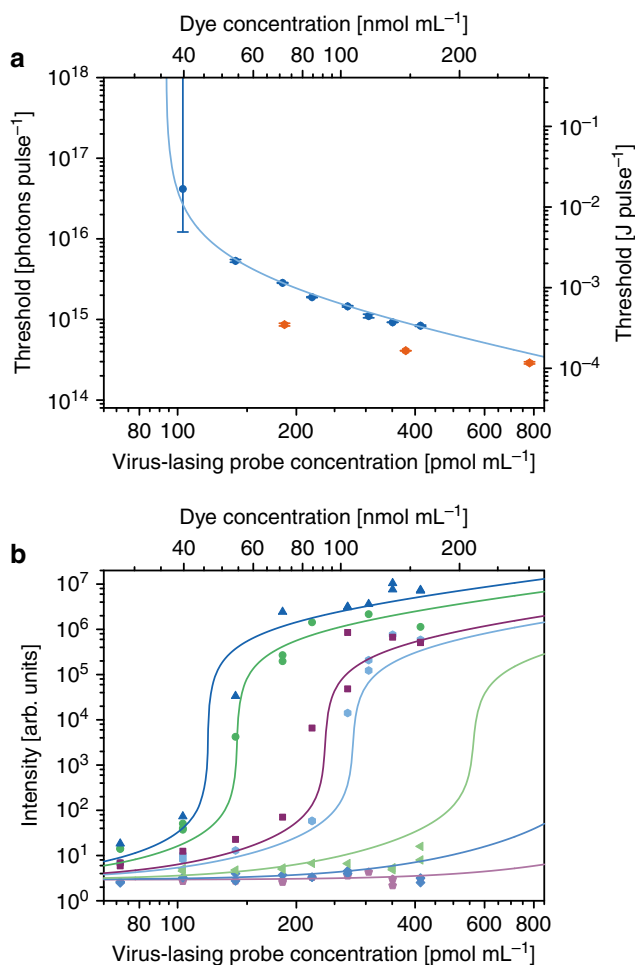 Dye concentration [nmol mL⁻¹]
40 60 80 100 200
a
10¹⁸
10¹⁷
10¹⁶
10¹⁵
10¹⁴
Threshold [photons pulse⁻¹]
10⁻¹
10⁻²
10⁻³
10⁻⁴
Threshold [J pulse⁻¹]
80 100 200 400 600 800
Virus-lasing probe concentration [pmol mL⁻¹]
Dye concentration [nmol mL⁻¹]
40 60 80 100 200
b
10⁷
10⁶
10⁵
10⁴
10³
10²
10¹
10⁰
Intensity [arb. units]
80 100 200 400 600 800
Virus-lasing probe concentration [pmol mL⁻¹]